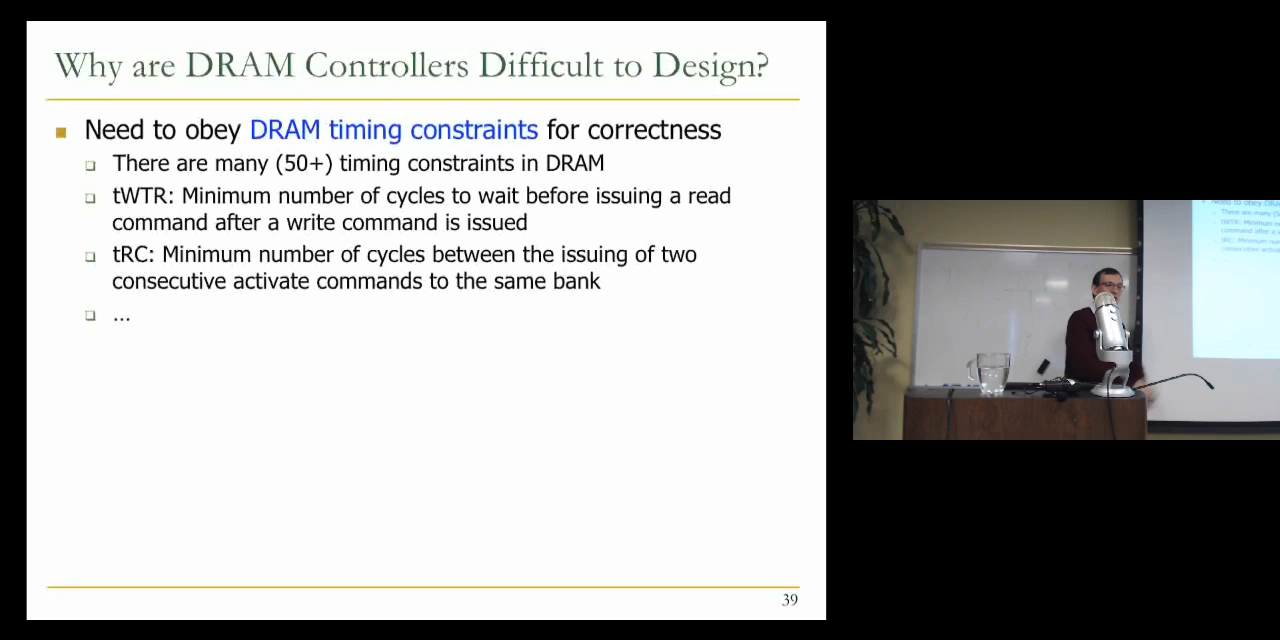 Why are DRAM Controllers Difficult to Design?
Need to obey DRAM timing constraints for correctness
There are many (50+) timing constraints in DRAM
tWTR: Minimum number of cycles to wait before issuing a read
command after a write command is issued
tRC: Minimum number of cycles between the issuing of two
consecutive activate commands to the same bank
...
39
Need to obey